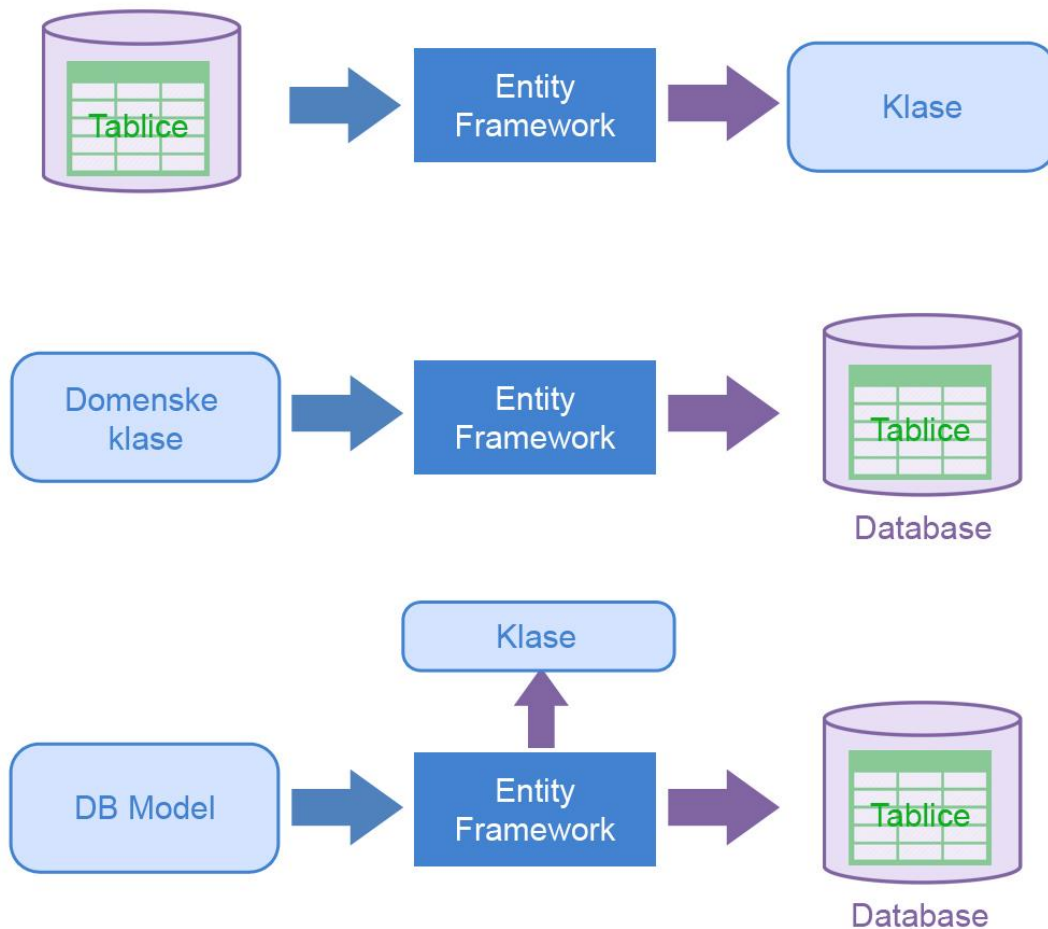 Tablice
Entity
Framework
Klase
Domenske
klase
Entity
Framework
Tablice
Database
Klase
DB Model
Entity
Framework
Tablice
Database